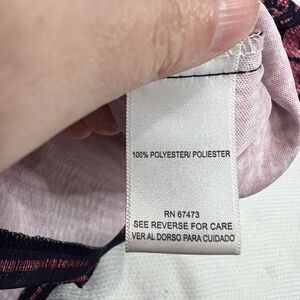 100% POLYESTER/ POLIESTER
RN 67473
SEE REVERSE FOR CARE
VER AL DORSO PARA CUIDADO